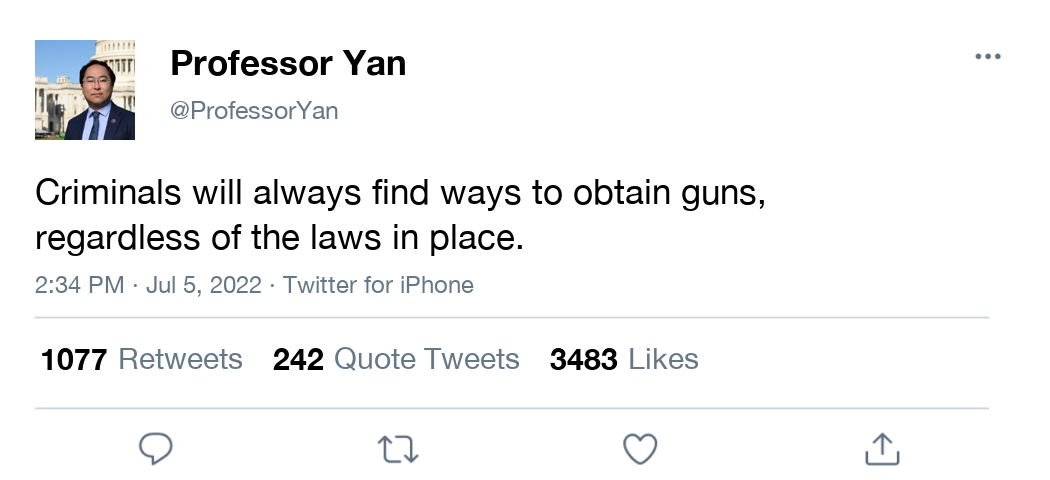 Professor Yan
@ProfessorYan
Criminals will always find ways to obtain guns,
regardless of the laws in place.
2:34 PM · Jul 5, 2022 · Twitter for iPhone
1077 Retweets 242 Quote Tweets 3483 Likes